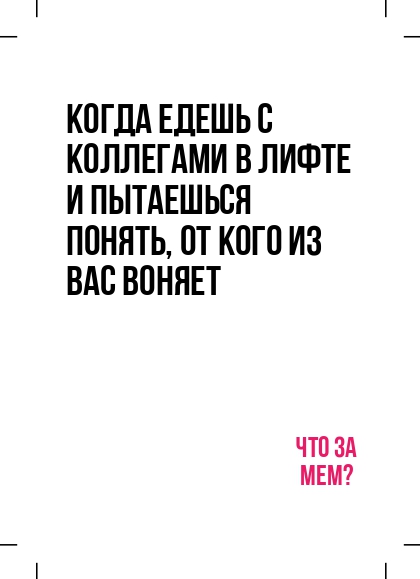 КОГДА ЕДЕШЬ С
КОЛЛЕГАМИ В ЛИФТЕ
И ПЫТАЕШЬСЯ
ПОНЯТЬ, ОТ КОГО ИЗ
ВАС ВОНЯЕТ
ЧТО ЗА
МЕМ?